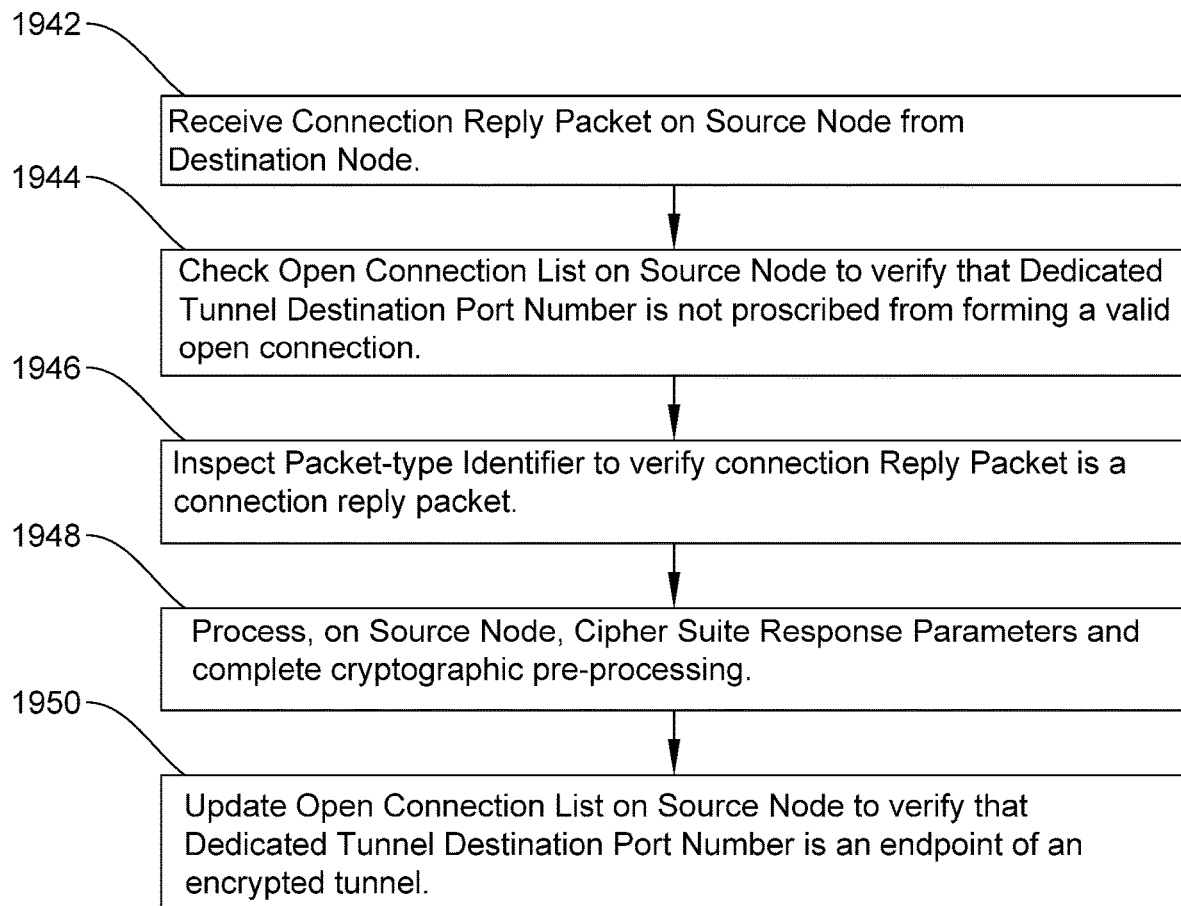 1942
Receive Connection Reply Packet on Source Node from
Destination Node.
1944
Check Open Connection List on Source Node to verify that Dedicated
Tunnel Destination Port Number is not proscribed from forming a valid
open connection.
1946
Inspect Packet-type Identifier to verify connection Reply Packet is a
connection reply packet.
1948
Process, on Source Node, Cipher Suite Response Parameters and
complete cryptographic pre-processing.
1950
Update Open Connection List on Source Node to verify that
Dedicated Tunnel Destination Port Number is an endpoint of an
encrypted tunnel.